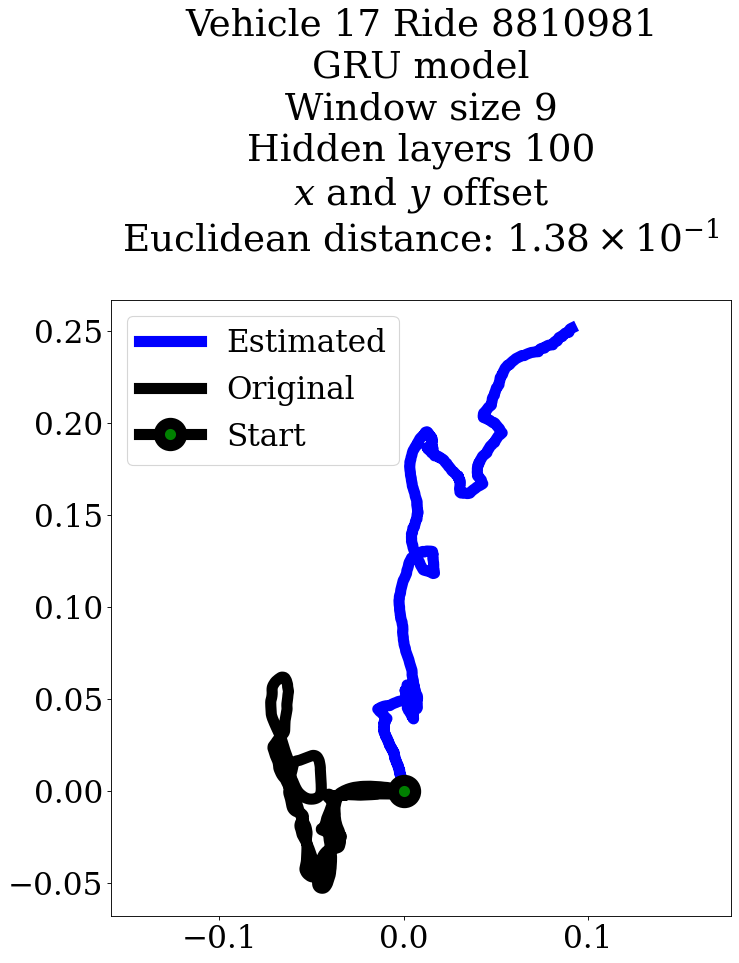 Vehicle 17 Ride 8810981
GRU model
Window size 9
Hidden layers 100
x and y offset
Euclidean distance: 1.38 × 10⁻¹
Estimated
Original
Start
0.25
0.20
0.15
0.10
0.05
0.00
−0.05
−0.1 0.0 0.1